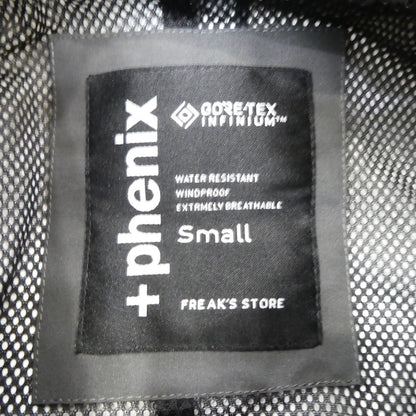 +phenix
GORE-TEX
INFINIUM™
WATER RESISTANT
WINDPROOF
EXTRMELY BREATHABLE
Small
FREAK'S STORE